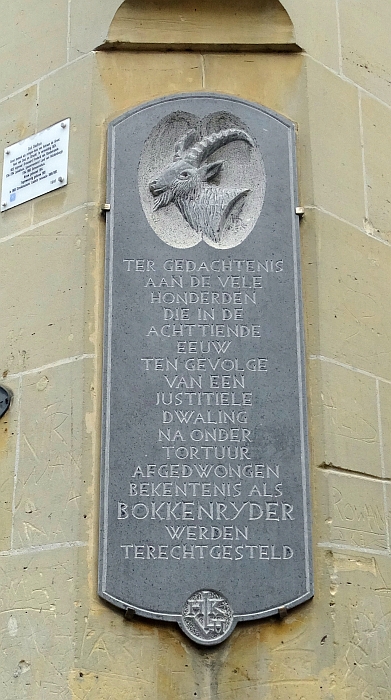 TER GEDACHTENIS
AAN DE VELE
HONDERDEN
DIE IN DE
ACHTTIENDE
EEUW
TEN GEVOLGE
VAN EEN
JUSTITIELE
DWALING
NA ONDER
TORTUUR
AFGEDWONGEN
BEKENTENIS ALS
BOKKENRYDER
WERDEN
TERECHTGESTELD